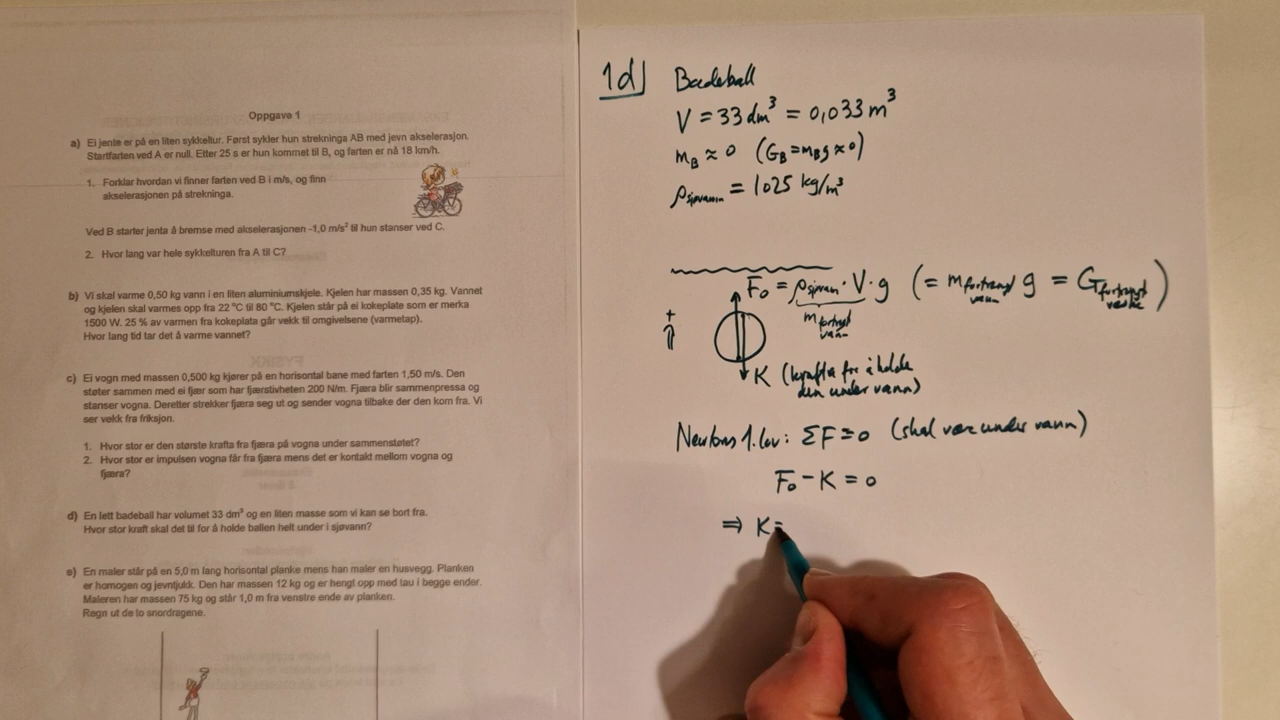 Oppgave 1
a) Ei jente er på en liten sykkeltur. Først sykler hun strekninga AB med jevn akselerasjon.
Startfarten ved A er null. Etter 25 s er hun kommet til B, og farten er nå 18 km/h.
1. Forklar hvordan vi finner farten ved B i m/s, og finn
akselerasjonen på strekninga.
Ved B starter jenta å bremse med akselerasjonen -1,0 m/s² til hun stanser ved C.
2. Hvor lang var hele sykkelturen fra A til C?
b) Vi skal varme 0,50 kg vann i en liten aluminiumskjele. Kjelen har massen 0,35 kg. Vannet
og kjelen skal varmes opp fra 22 °C til 80 °C. Kjelen står på ei kokeplate som er merka
1500 W. 25 % av varmen fra kokeplata går vekk til omgivelsene (varmetap).
Hvor lang tid tar det å varme vannet?
c) Ei vogn med massen 0,500 kg kjører på en horisontal bane med farten 1,50 m/s. Den
støter sammen med ei fjær som har fjærstivheten 200 N/m. Fjæra blir sammenpressa og
stanser vogna. Deretter strekker fjæra seg ut og sender vogna tilbake der den kom fra. Vi
ser vekk fra friksjon.
1. Hvor stor er den største krafta fra fjæra på vogna under sammenstøtet?
2. Hvor stor er impulsen vogna får fra fjæra mens det er kontakt mellom vogna og
fjæra?
d) En lett badeball har volumet 33 dm³ og en liten masse som vi kan se bort fra.
Hvor stor kraft skal det til for å holde ballen helt under i sjøvann?
e) En maler står på en 5,0 m lang horisontal planke mens han maler en husvegg. Planken
er homogen og jevntjukk. Den har massen 12 kg og er hengt opp med tau i begge ender.
Maleren har massen 75 kg og står 1,0 m fra venstre ende av planken.
Regn ut de to snordragene.
1d) Badeball
V = 33 dm³ = 0,033 m³
m_B ≈ 0 (G_B = m_B g ≈ 0)
ρ_sjøvann = 1025 kg/m³
F_o = ρ_sjøvann · V · g (= m_fortrengt vann g = G_fortrengt væske)
m_fortrengt vann
+
K (krafta for å holde
den under vann)
Newtons 1. lov: ΣF = 0 (skal være under vann)
F_o - K = 0
⇒ K =